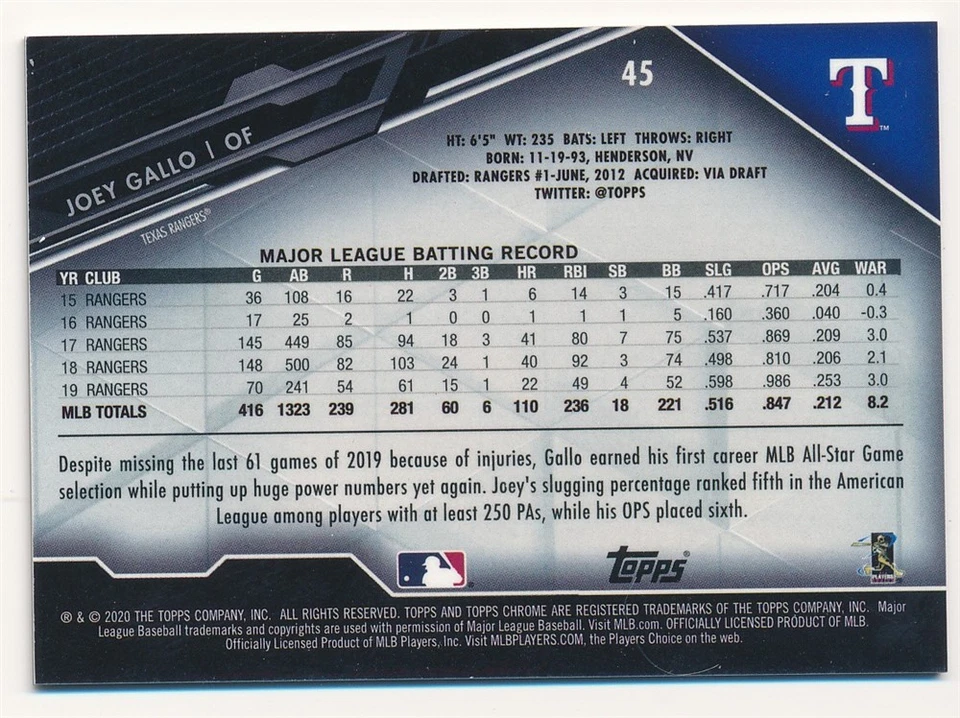 45
T
TM
JOEY GALLO | OF
TEXAS RANGERS®
HT: 6'5" WT: 235 BATS: LEFT THROWS: RIGHT
BORN: 11-19-93, HENDERSON, NV
DRAFTED: RANGERS #1-JUNE, 2012 ACQUIRED: VIA DRAFT
TWITTER: @TOPPS
MAJOR LEAGUE BATTING RECORD
YR CLUB G AB R H 2B 3B HR RBI SB BB SLG OPS AVG WAR
15 RANGERS 36 108 16 22 3 1 6 14 3 15 .417 .717 .204 0.4
16 RANGERS 17 25 2 1 0 0 1 1 1 5 .160 .360 .040 -0.3
17 RANGERS 145 449 85 94 18 3 41 80 7 75 .537 .869 .209 3.0
18 RANGERS 148 500 82 103 24 1 40 92 3 74 .498 .810 .206 2.1
19 RANGERS 70 241 54 61 15 1 22 49 4 52 .598 .986 .253 3.0
MLB TOTALS 416 1323 239 281 60 6 110 236 18 221 .516 .847 .212 8.2
Despite missing the last 61 games of 2019 because of injuries, Gallo earned his first career MLB All-Star Game
selection while putting up huge power numbers yet again. Joey's slugging percentage ranked fifth in the American
League among players with at least 250 PAs, while his OPS placed sixth.
topps®
PLAYERS
® & © 2020 THE TOPPS COMPANY, INC. ALL RIGHTS RESERVED. TOPPS AND TOPPS CHROME ARE REGISTERED TRADEMARKS OF THE TOPPS COMPANY, INC. Major
League Baseball trademarks and copyrights are used with permission of Major League Baseball. Visit MLB.com. OFFICIALLY LICENSED PRODUCT OF MLB.
Officially Licensed Product of MLB Players, Inc. Visit MLBPLAYERS.COM, the Players Choice on the web.